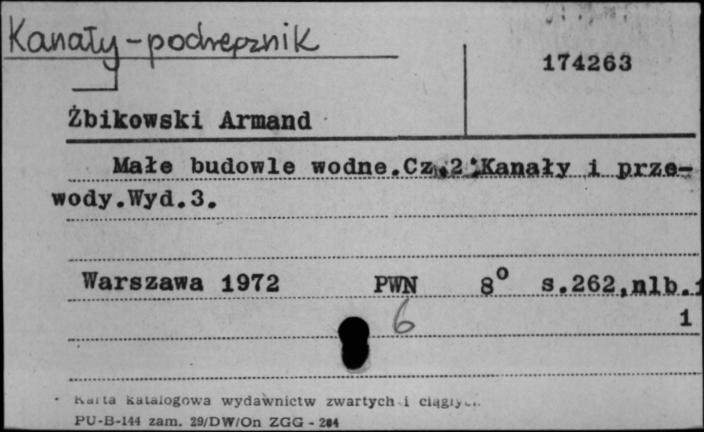 Kanały-podręcznik
174263
Żbikowski Armand
Małe budowle wodne.Cz.2:Kanały i prze-
wody.Wyd.3.
Warszawa 1972 PWN 8° s.262,nlb.1
6 1
Karta katalogowa wydawnictw zwartych i ciągły
PU-B-144 zam. 29/DW/On ZGG - 284